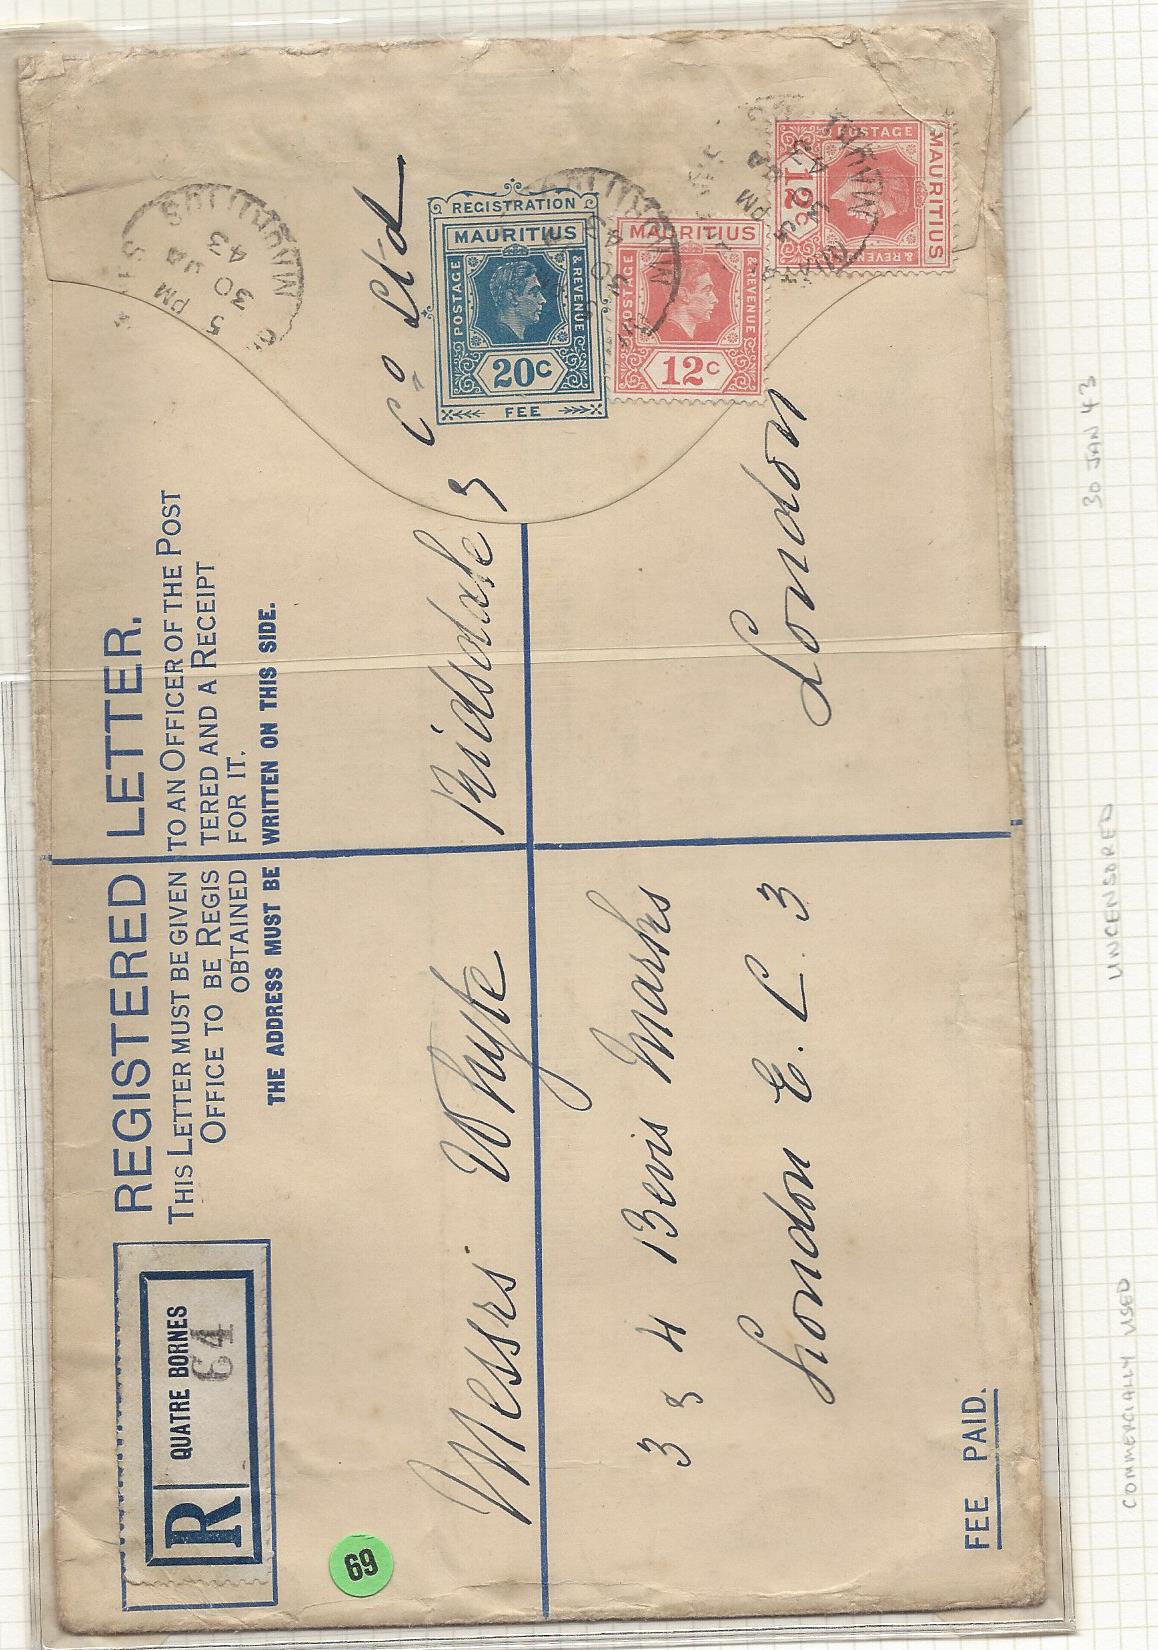 REGISTERED LETTER.
THIS LETTER MUST BE GIVEN TO AN OFFICER OF THE POST
OFFICE TO BE REGIS TERED AND A RECEIPT
OBTAINED FOR IT.
THE ADDRESS MUST BE WRITTEN ON THIS SIDE.
R QUATRE BORNES
64
MAURITIUS
5 PM
30 JA
43
REGISTRATION
MAURITIUS
POSTAGE & REVENUE
20C
FEE
MAURITIUS
POSTAGE & REVENUE
12C
MAURITIUS
POSTAGE & REVENUE
12C
Messrs Whyte Ridsdale & Co Ltd
3 & 4 Bevis Marks
London E. C. 3
London
FEE PAID.
69
COMMERCIALLY USED UNCENSORED 30 JAN 43